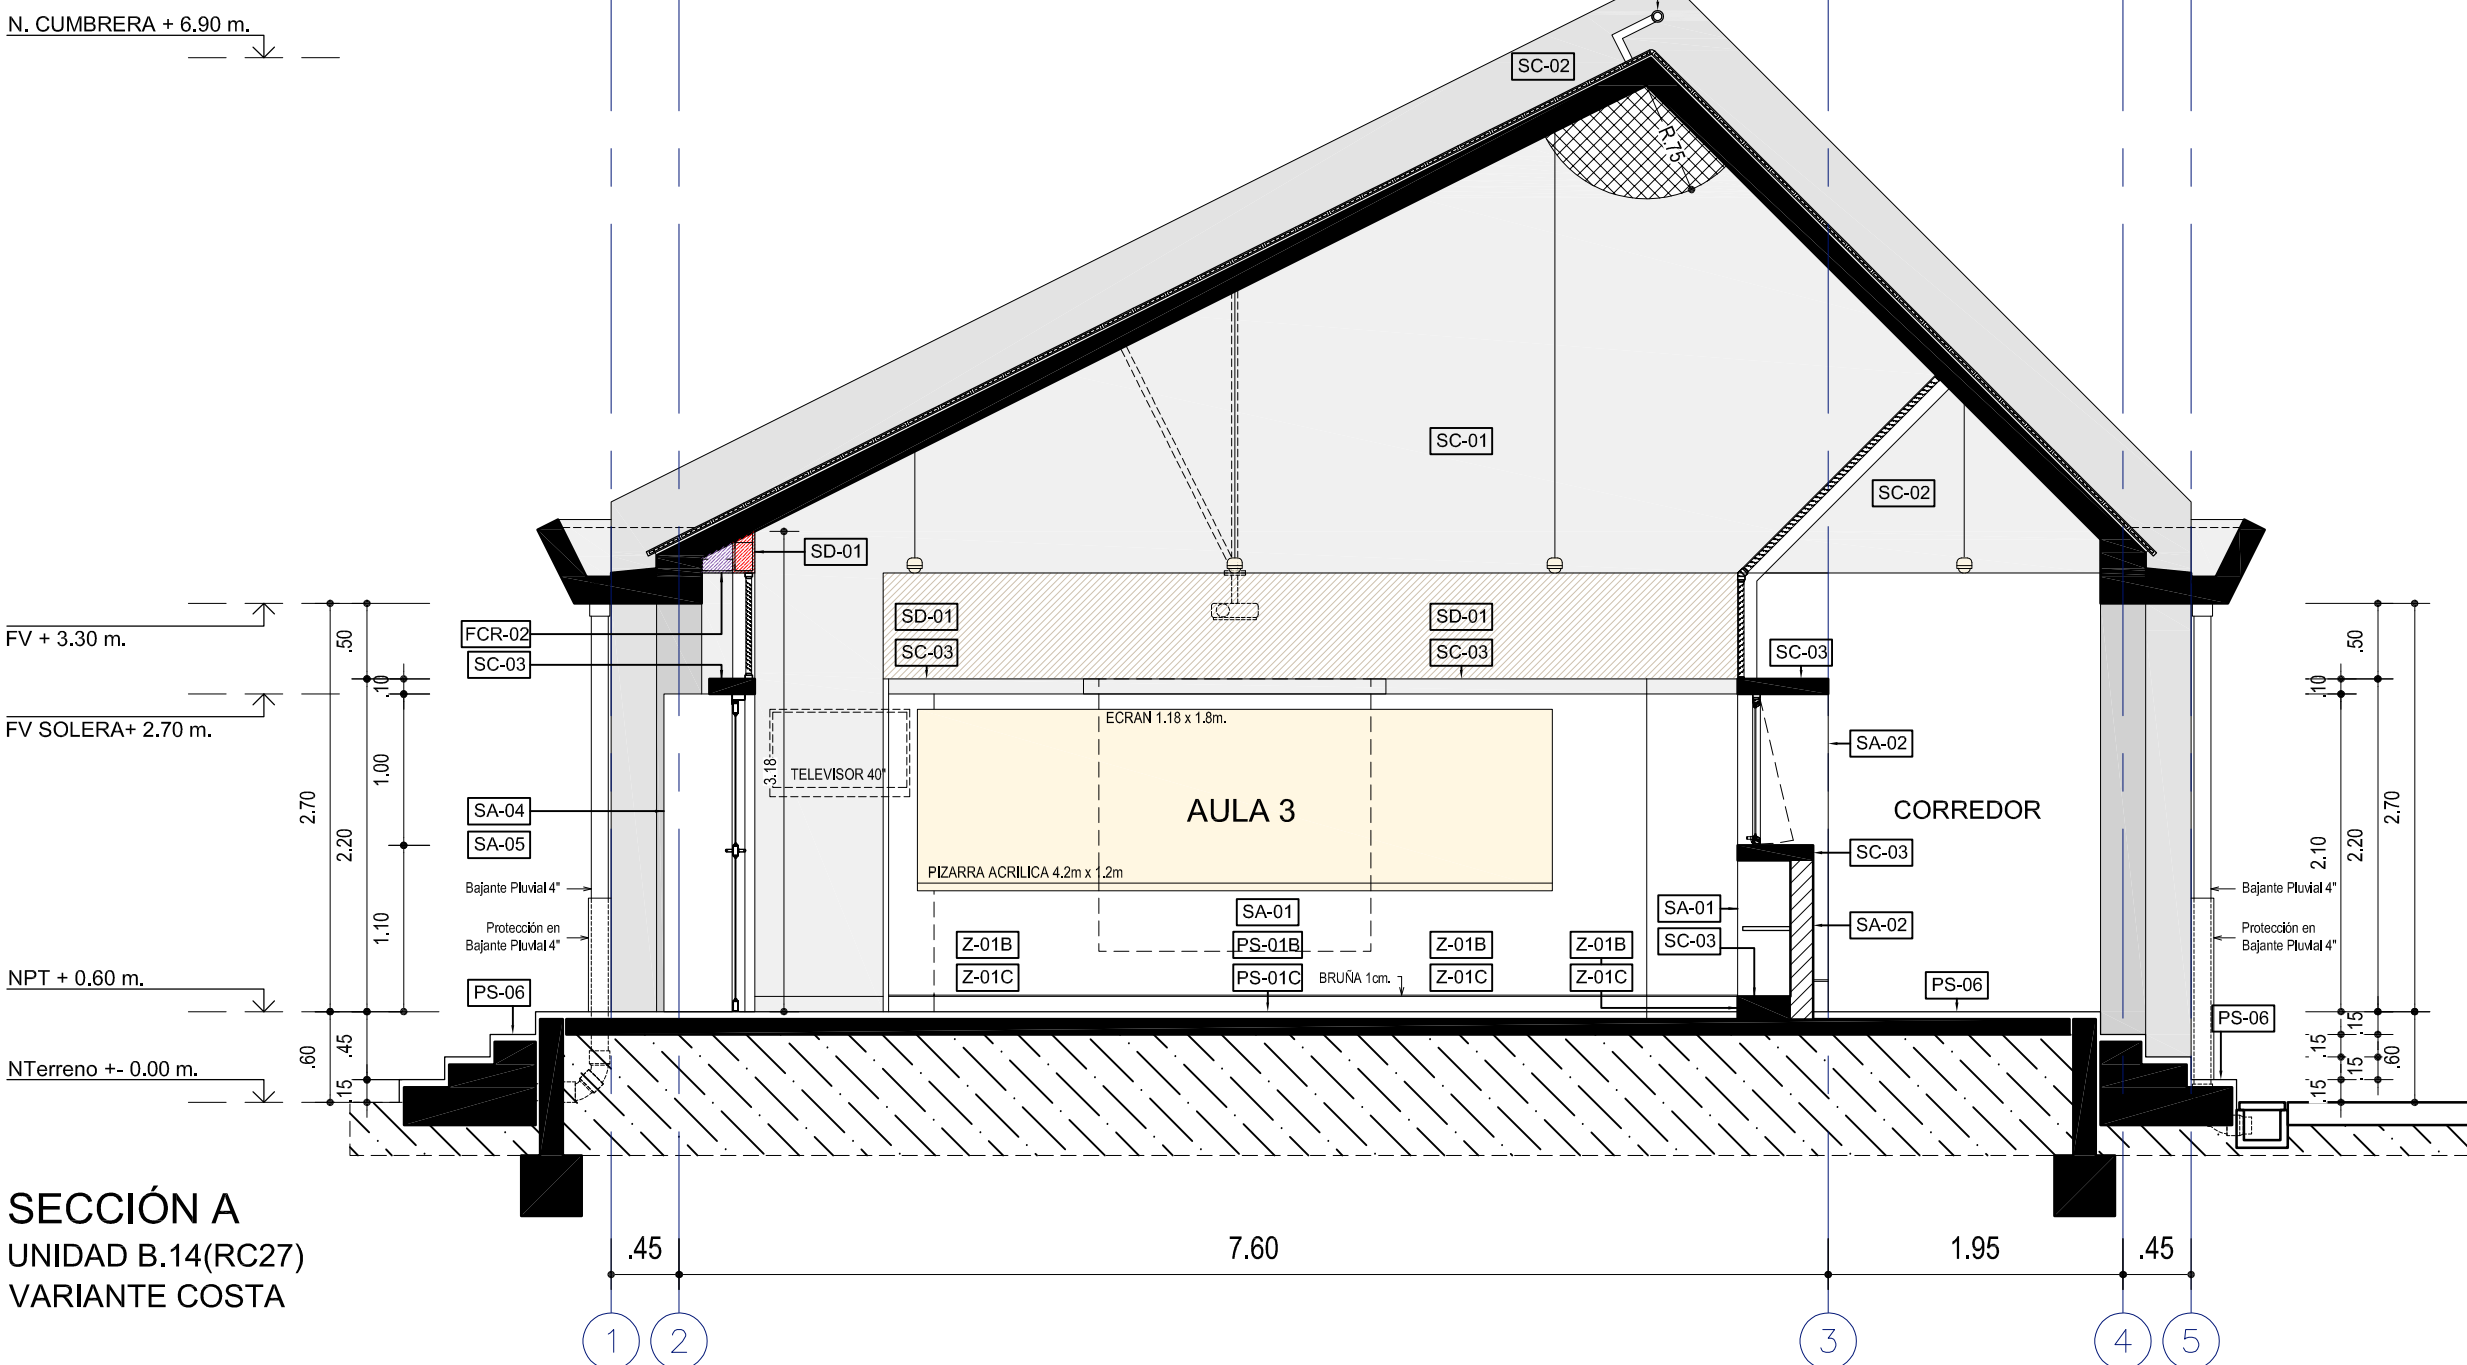 N. CUMBRERA + 6.90 m.
SC-02
R.75
SC-01
SC-02
SD-01
FV + 3.30 m.
FCR-02
SC-03
SD-01
SC-03
SD-01
SC-03
SC-03
.50
.10
.50
.10
FV SOLERA+ 2.70 m.
ECRAN 1.18 x 1.8m.
SA-02
3.18
TELEVISOR 40"
1.00
2.70
2.20
SA-04
SA-05
AULA 3
CORREDOR
2.70
2.20
2.10
SC-03
PIZARRA ACRILICA 4.2m x 1.2m
Bajante Pluvial 4"
Bajante Pluvial 4"
1.10
Protección en
Bajante Pluvial 4"
SA-01
SA-01
SA-02
Protección en
Bajante Pluvial 4"
Z-01B
PS-01B
Z-01B
Z-01B
SC-03
Z-01C
PS-01C
BRUÑA 1cm.
Z-01C
Z-01C
NPT + 0.60 m.
PS-06
PS-06
PS-06
.60
.45
.15
.15
.15
.15
.15
.60
NTerreno +- 0.00 m.
SECCIÓN A
UNIDAD B.14(RC27)
VARIANTE COSTA
.45
7.60
1.95
.45
1
2
3
4
5